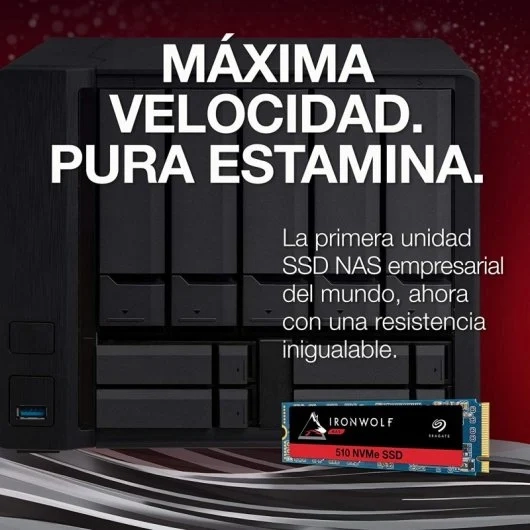 MÁXIMA
VELOCIDAD.
PURA ESTAMINA.
La primera unidad
SSD NAS empresarial
del mundo, ahora
con una resistencia
inigualable.
IRONWOLF
SEAGATE
510 NVMe SSD